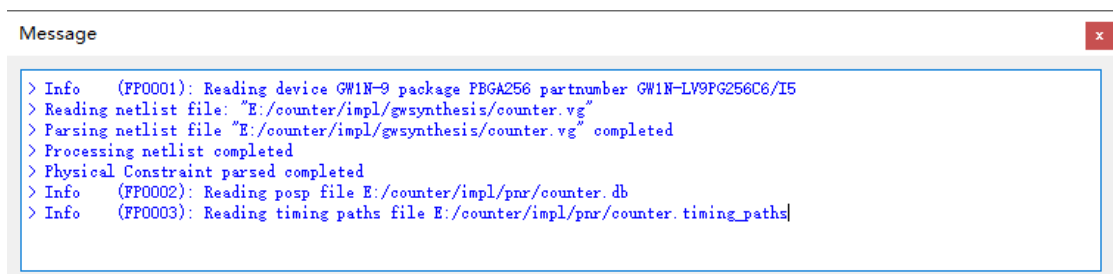 Message
x
> Info    (FP0001): Reading device GW1N-9 package PBGA256 partnumber GW1N-LV9PG256C6/I5
> Reading netlist file: "E:/counter/impl/gwsynthesis/counter.vg"
> Parsing netlist file "E:/counter/impl/gwsynthesis/counter.vg" completed
> Processing netlist completed
> Physical Constraint parsed completed
> Info    (FP0002): Reading posp file E:/counter/impl/pnr/counter.db
> Info    (FP0003): Reading timing paths file E:/counter/impl/pnr/counter.timing_paths